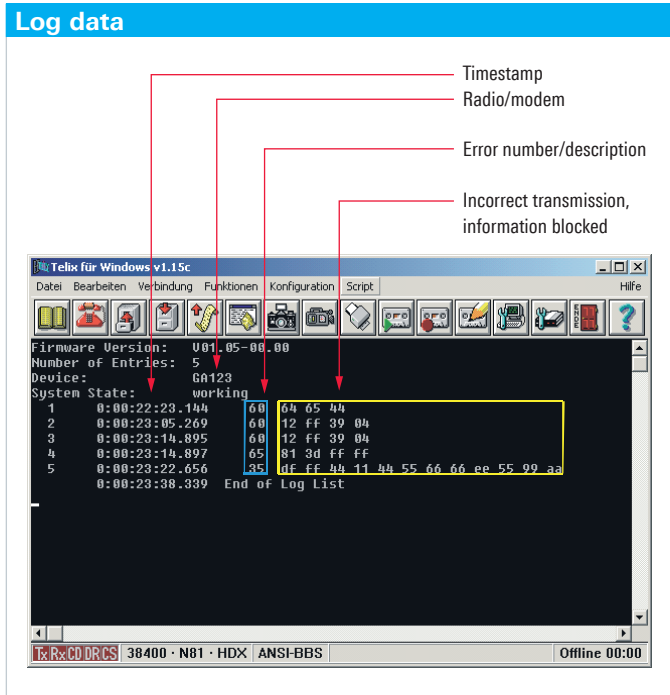 Log data
Timestamp
Radio/modem
Error number/description
Incorrect transmission,
information blocked
Telix für Windows v1.15c
Datei Bearbeiten Verbindung Funktionen Konfiguration Script Hilfe
ENDE
Firmware Version: V01.05-00.00
Number of Entries: 5
Device: GA123
System State: working
1 0:00:22:23.144 60 64 65 44
2 0:00:23:05.269 60 12 ff 39 04
3 0:00:23:14.895 60 12 ff 39 04
4 0:00:23:14.897 65 81 3d ff ff
5 0:00:23:22.656 35 df ff 44 11 44 55 66 66 ee 55 99 aa
0:00:23:38.339 End of Log List
Tx Rx CD DR CS 38400 · N81 · HDX ANSI-BBS Offline 00:00